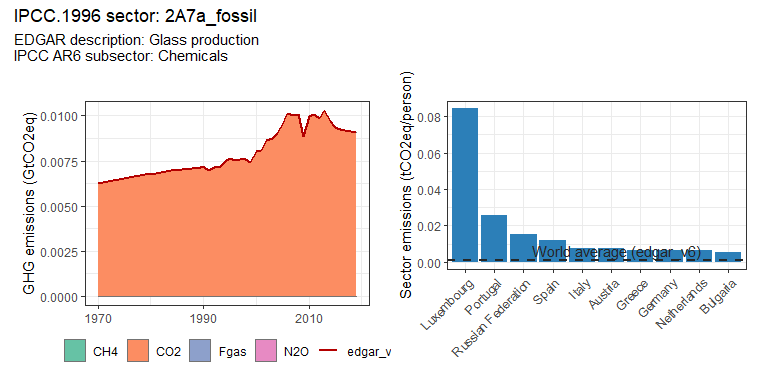 IPCC.1996 sector: 2A7a_fossil
EDGAR description: Glass production
IPCC AR6 subsector: Chemicals
GHG emissions (GtCO2eq)
0.0100
0.0075
0.0050
0.0025
0.0000
1970 1990 2010
CH4 CO2 Fgas N2O edgar_v
Sector emissions (tCO2eq/person)
0.08
0.06
0.04
0.02
0.00
World average (edgar_v6)
Luxembourg
Portugal
Russian Federation
Spain
Italy
Austria
Greece
Germany
Netherlands
Bulgaria